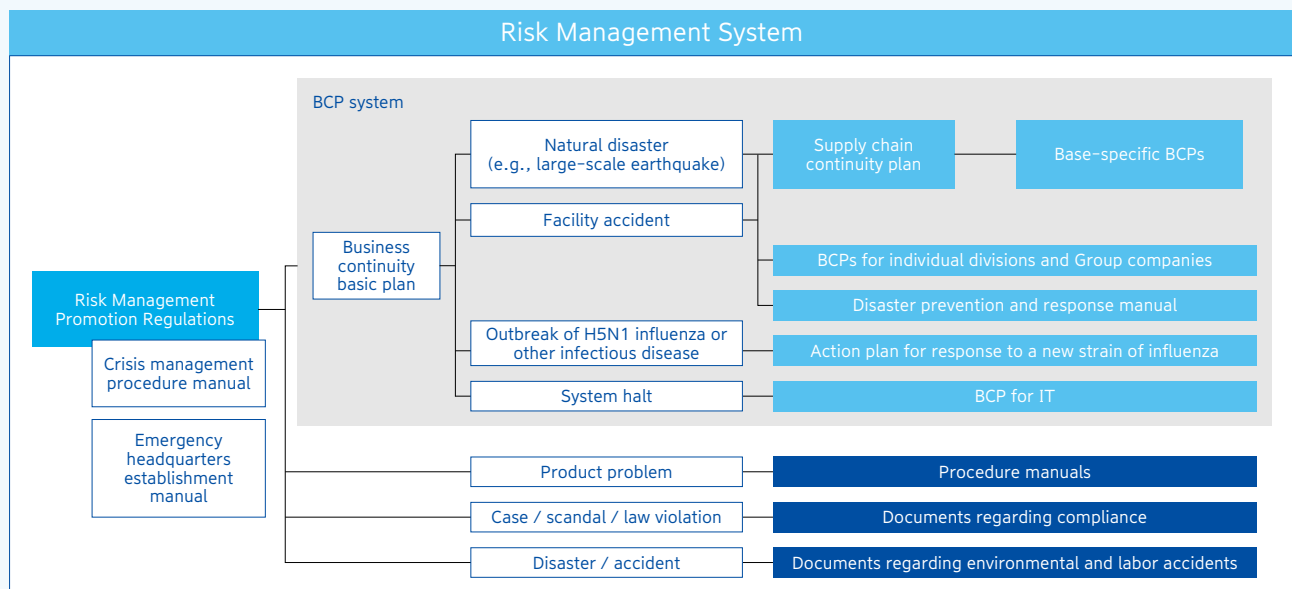 Risk Management System
BCP system
Natural disaster
(e.g., large-scale earthquake)
Supply chain
continuity plan
Base-specific BCPs
Facility accident
Business
continuity
basic plan
BCPs for individual divisions and Group companies
Risk Management
Promotion Regulations
Disaster prevention and response manual
Outbreak of H5N1 influenza or
other infectious disease
Action plan for response to a new strain of influenza
Crisis management
procedure manual
System halt
BCP for IT
Emergency
headquarters
establishment
manual
Product problem
Procedure manuals
Case / scandal / law violation
Documents regarding compliance
Disaster / accident
Documents regarding environmental and labor accidents